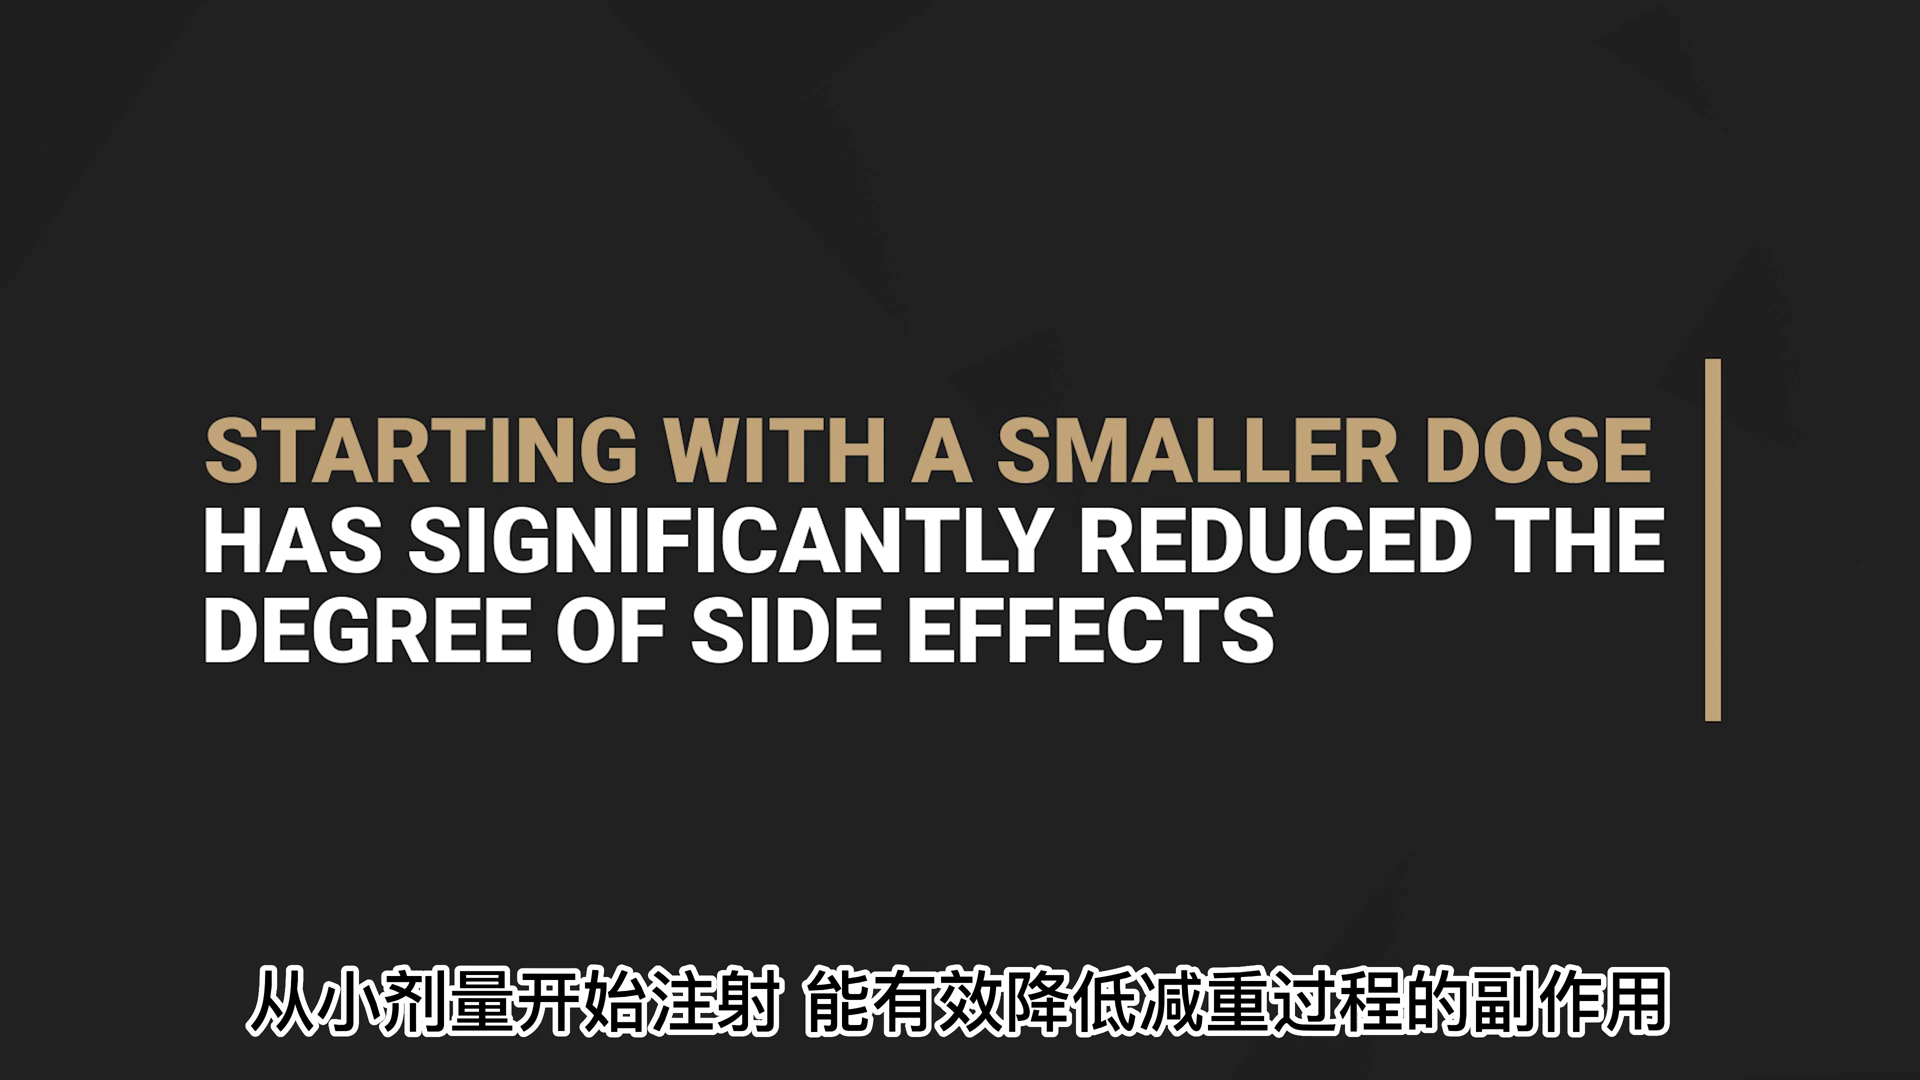 STARTING WITH A SMALLER DOSE
HAS SIGNIFICANTLY REDUCED THE
DEGREE OF SIDE EFFECTS
从小剂量开始注射 能有效降低减重过程的副作用